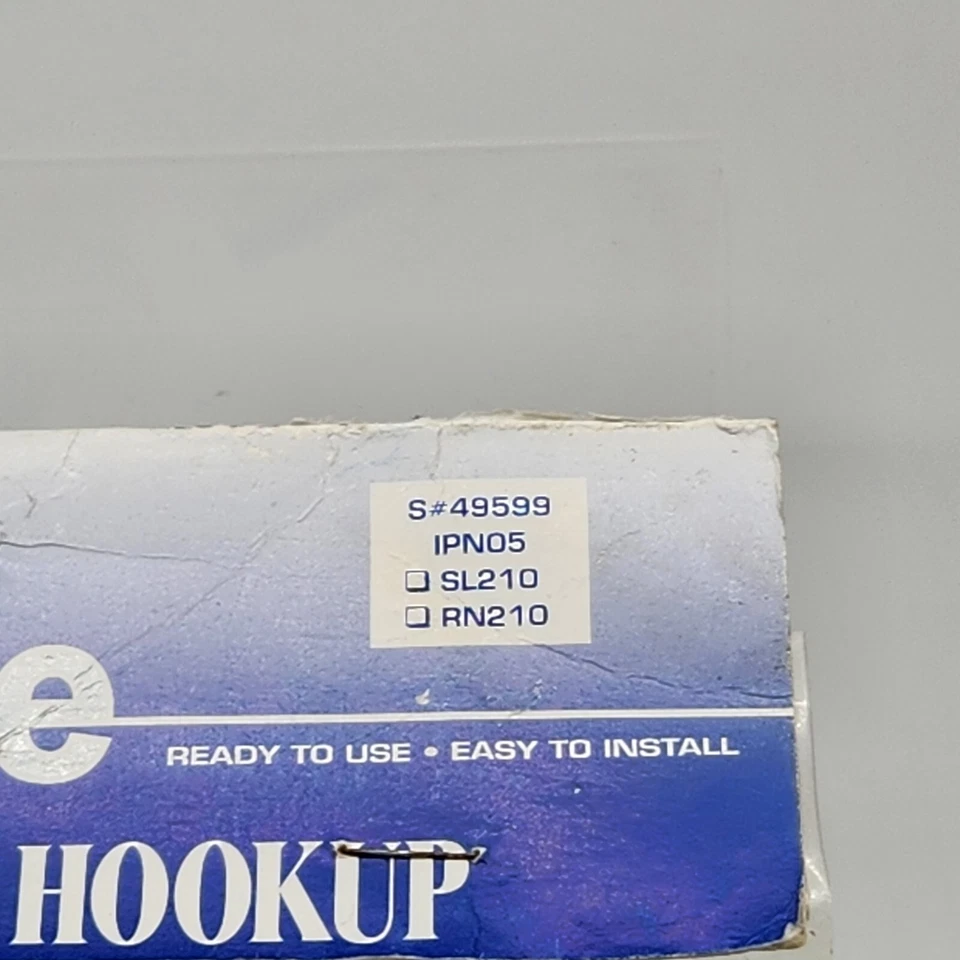 S#49599
IPN05
❏ SL210
❏ RN210
e
READY TO USE • EASY TO INSTALL
HOOKUP